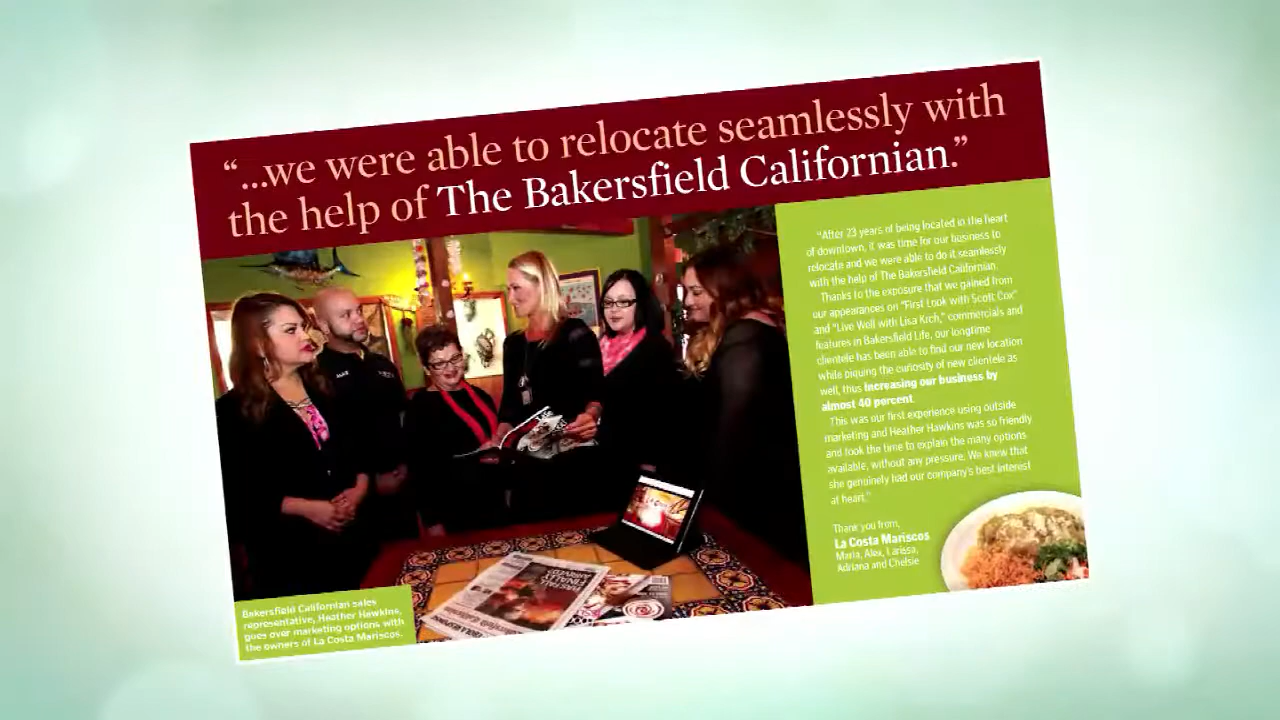 “...we were able to relocate seamlessly with
the help of The Bakersfield Californian.”
“After 23 years of being located in the heart
of downtown, it was time for our business to
relocate and we were able to do it seamlessly
with the help of The Bakersfield Californian.
Thanks to the exposure that we gained from
our appearances on “First Look with Scott Cox”
and “Live Well with Lisa Krch,” commercials and
features in Bakersfield Life, our longtime
clientele has been able to find our new location
while piquing the curiosity of new clientele as
well, thus increasing our business by
almost 40 percent.
This was our first experience using outside
marketing and Heather Hawkins was so friendly
and took the time to explain the many options
available, without any pressure. We knew that
she genuinely had our company’s best interest
at heart.”
Thank you from,
La Costa Mariscos
Maria, Alex, Larissa,
Adriana and Chelsie
Bakersfield Californian sales
representative, Heather Hawkins,
goes over marketing options with
the owners of La Costa Mariscos.